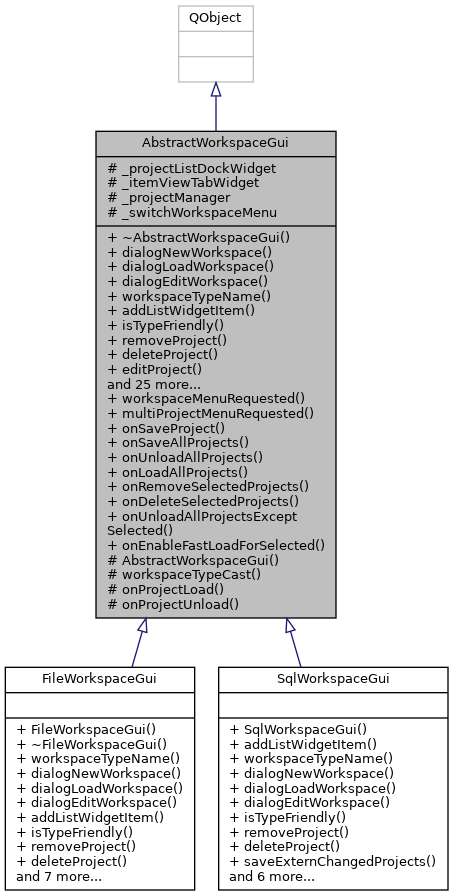 QObject
AbstractWorkspaceGui
# _projectListDockWidget
# _itemViewTabWidget
# _projectManager
# _switchWorkspaceMenu
+ ~AbstractWorkspaceGui()
+ dialogNewWorkspace()
+ dialogLoadWorkspace()
+ dialogEditWorkspace()
+ workspaceTypeName()
+ addListWidgetItem()
+ isTypeFriendly()
+ removeProject()
+ deleteProject()
+ editProject()
and 25 more...
+ workspaceMenuRequested()
+ multiProjectMenuRequested()
+ onSaveProject()
+ onSaveAllProjects()
+ onUnloadAllProjects()
+ onLoadAllProjects()
+ onRemoveSelectedProjects()
+ onDeleteSelectedProjects()
+ onUnloadAllProjectsExcept
Selected()
+ onEnableFastLoadForSelected()
# AbstractWorkspaceGui()
# workspaceTypeCast()
# onProjectLoad()
# onProjectUnload()
FileWorkspaceGui
+ FileWorkspaceGui()
+ ~FileWorkspaceGui()
+ workspaceTypeName()
+ dialogNewWorkspace()
+ dialogLoadWorkspace()
+ dialogEditWorkspace()
+ addListWidgetItem()
+ isTypeFriendly()
+ removeProject()
+ deleteProject()
and 7 more...
SqlWorkspaceGui
+ SqlWorkspaceGui()
+ addListWidgetItem()
+ workspaceTypeName()
+ dialogNewWorkspace()
+ dialogLoadWorkspace()
+ dialogEditWorkspace()
+ isTypeFriendly()
+ removeProject()
+ deleteProject()
+ saveExternChangedProjects()
and 6 more...